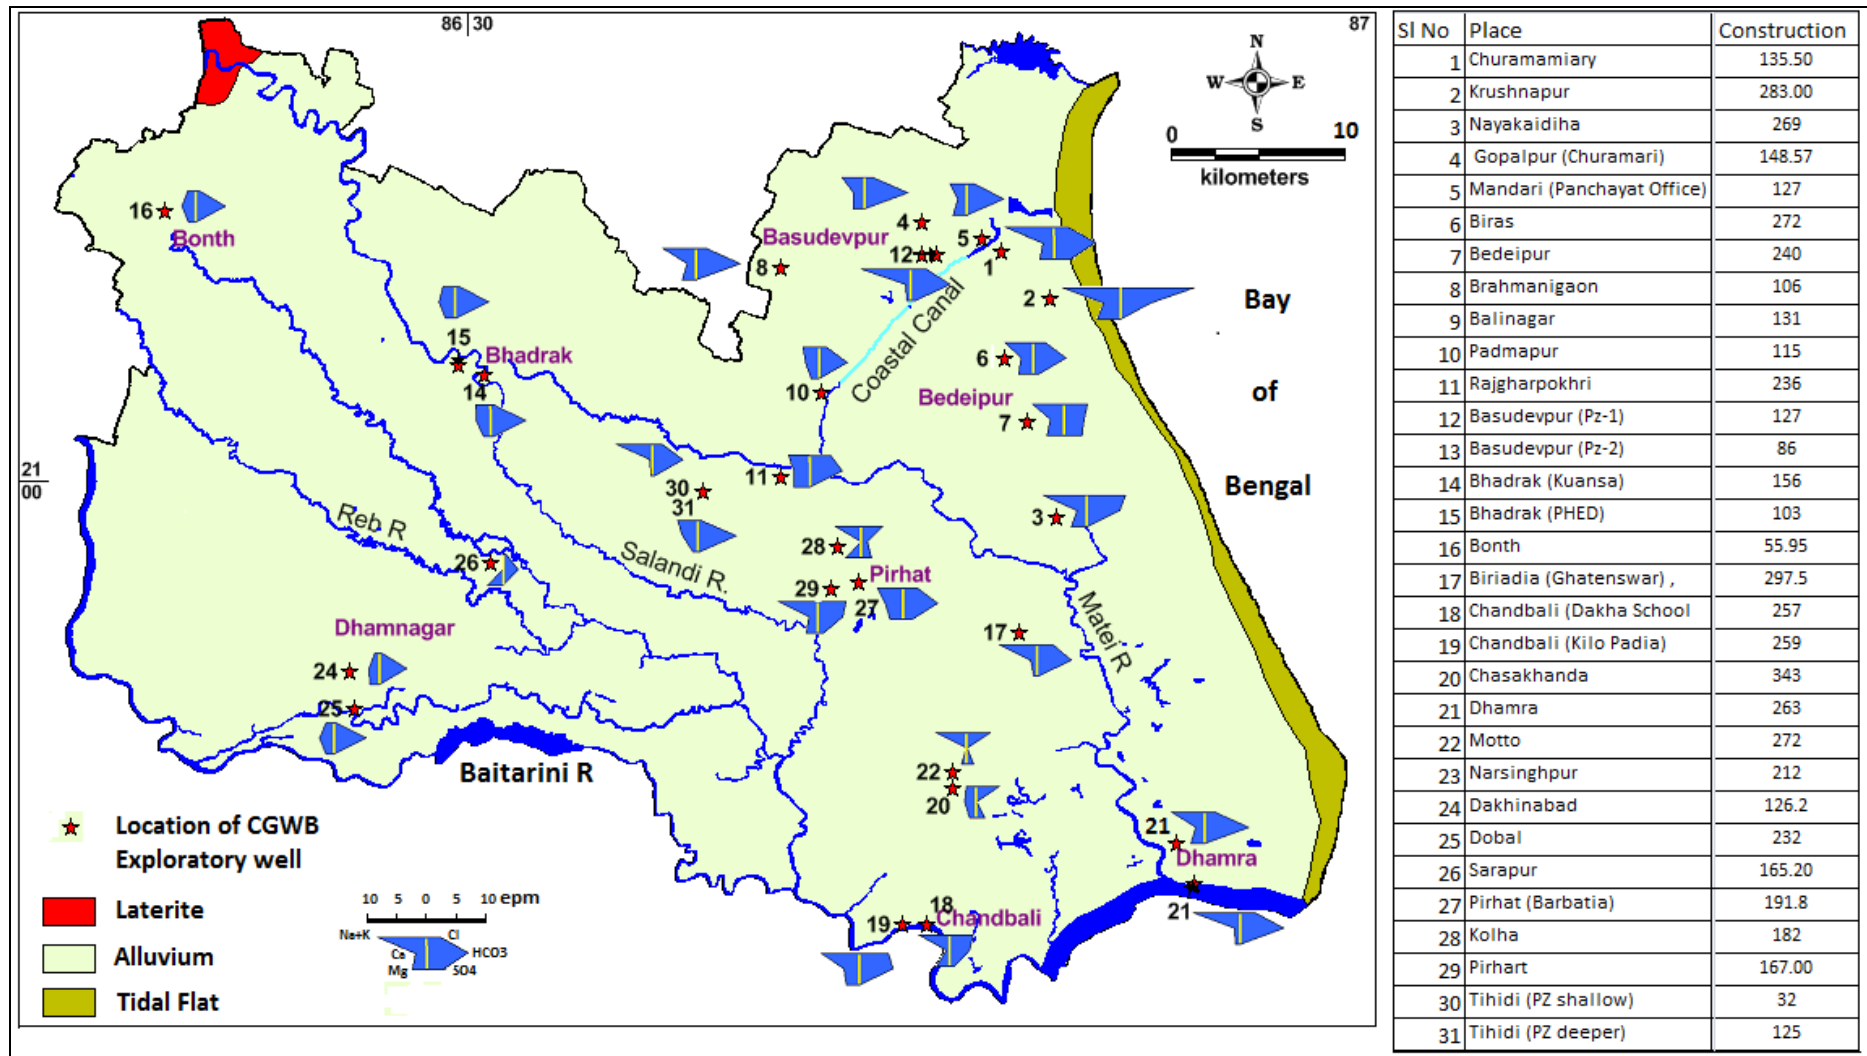 86 30
87
N
W E
S
0 10
kilometers
16
Bonth
4
Basudevpur
5
12
1
8
2
Bay
of
Bengal
15
Bhadrak
14
Coastal Canal
6
10
Bedeipur
7
21
00
11
30
31
3
Reb R
Salandi R.
28
26
29
Pirhat
27
Matei R
Dhamnagar
17
24
25
Baitarini R
22
20
21
Dhamra
21
18
19
Chandbali
Location of CGWB
Exploratory well
Laterite
Alluvium
Tidal Flat
10 5 0 5 10 epm
Na+K Cl
Ca HCO3
Mg SO4
Sl No Place Construction
1 Churamamiary 135.50
2 Krushnapur 283.00
3 Nayakaidiha 269
4 Gopalpur (Churamari) 148.57
5 Mandari (Panchayat Office) 127
6 Biras 272
7 Bedeipur 240
8 Brahmanigaon 106
9 Balinagar 131
10 Padmapur 115
11 Rajgharpokhri 236
12 Basudevpur (Pz-1) 127
13 Basudevpur (Pz-2) 86
14 Bhadrak (Kuansa) 156
15 Bhadrak (PHED) 103
16 Bonth 55.95
17 Biriadia (Ghatenswar) , 297.5
18 Chandbali (Dakha School 257
19 Chandbali (Kilo Padia) 259
20 Chasakhanda 343
21 Dhamra 263
22 Motto 272
23 Narsinghpur 212
24 Dakhinabad 126.2
25 Dobal 232
26 Sarapur 165.20
27 Pirhat (Barbatia) 191.8
28 Kolha 182
29 Pirhart 167.00
30 Tihidi (PZ shallow) 32
31 Tihidi (PZ deeper) 125